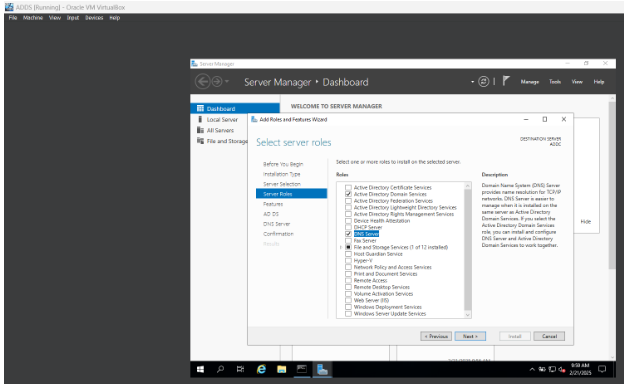 ADDS [Running] - Oracle VM VirtualBox
File Machine View Input Devices Help
Server Manager
Server Manager • Dashboard
Manage Tools View Help
Dashboard
Local Server
All Servers
File and Storage
WELCOME TO SERVER MANAGER
Add Roles and Features Wizard
Select server roles
DESTINATION SERVER
ADDC
Before You Begin
Installation Type
Server Selection
Server Roles
Features
AD DS
DNS Server
Confirmation
Results
Select one or more roles to install on the selected server.
Roles
Active Directory Certificate Services
Active Directory Domain Services
Active Directory Federation Services
Active Directory Lightweight Directory Services
Active Directory Rights Management Services
Device Health Attestation
DHCP Server
DNS Server
Fax Server
File and Storage Services (1 of 12 installed)
Host Guardian Service
Hyper-V
Network Policy and Access Services
Print and Document Services
Remote Access
Remote Desktop Services
Volume Activation Services
Web Server (IIS)
Windows Deployment Services
Windows Server Update Services
Description
Domain Name System (DNS) Server
provides name resolution for TCP/IP
networks. DNS Server is easier to
manage when it is installed on the
same server as Active Directory
Domain Services. If you select the
Active Directory Domain Services
role, you can install and configure
DNS Server and Active Directory
Domain Services to work together.
Hide
< Previous Next > Install Cancel
9:59 AM
2/21/2025